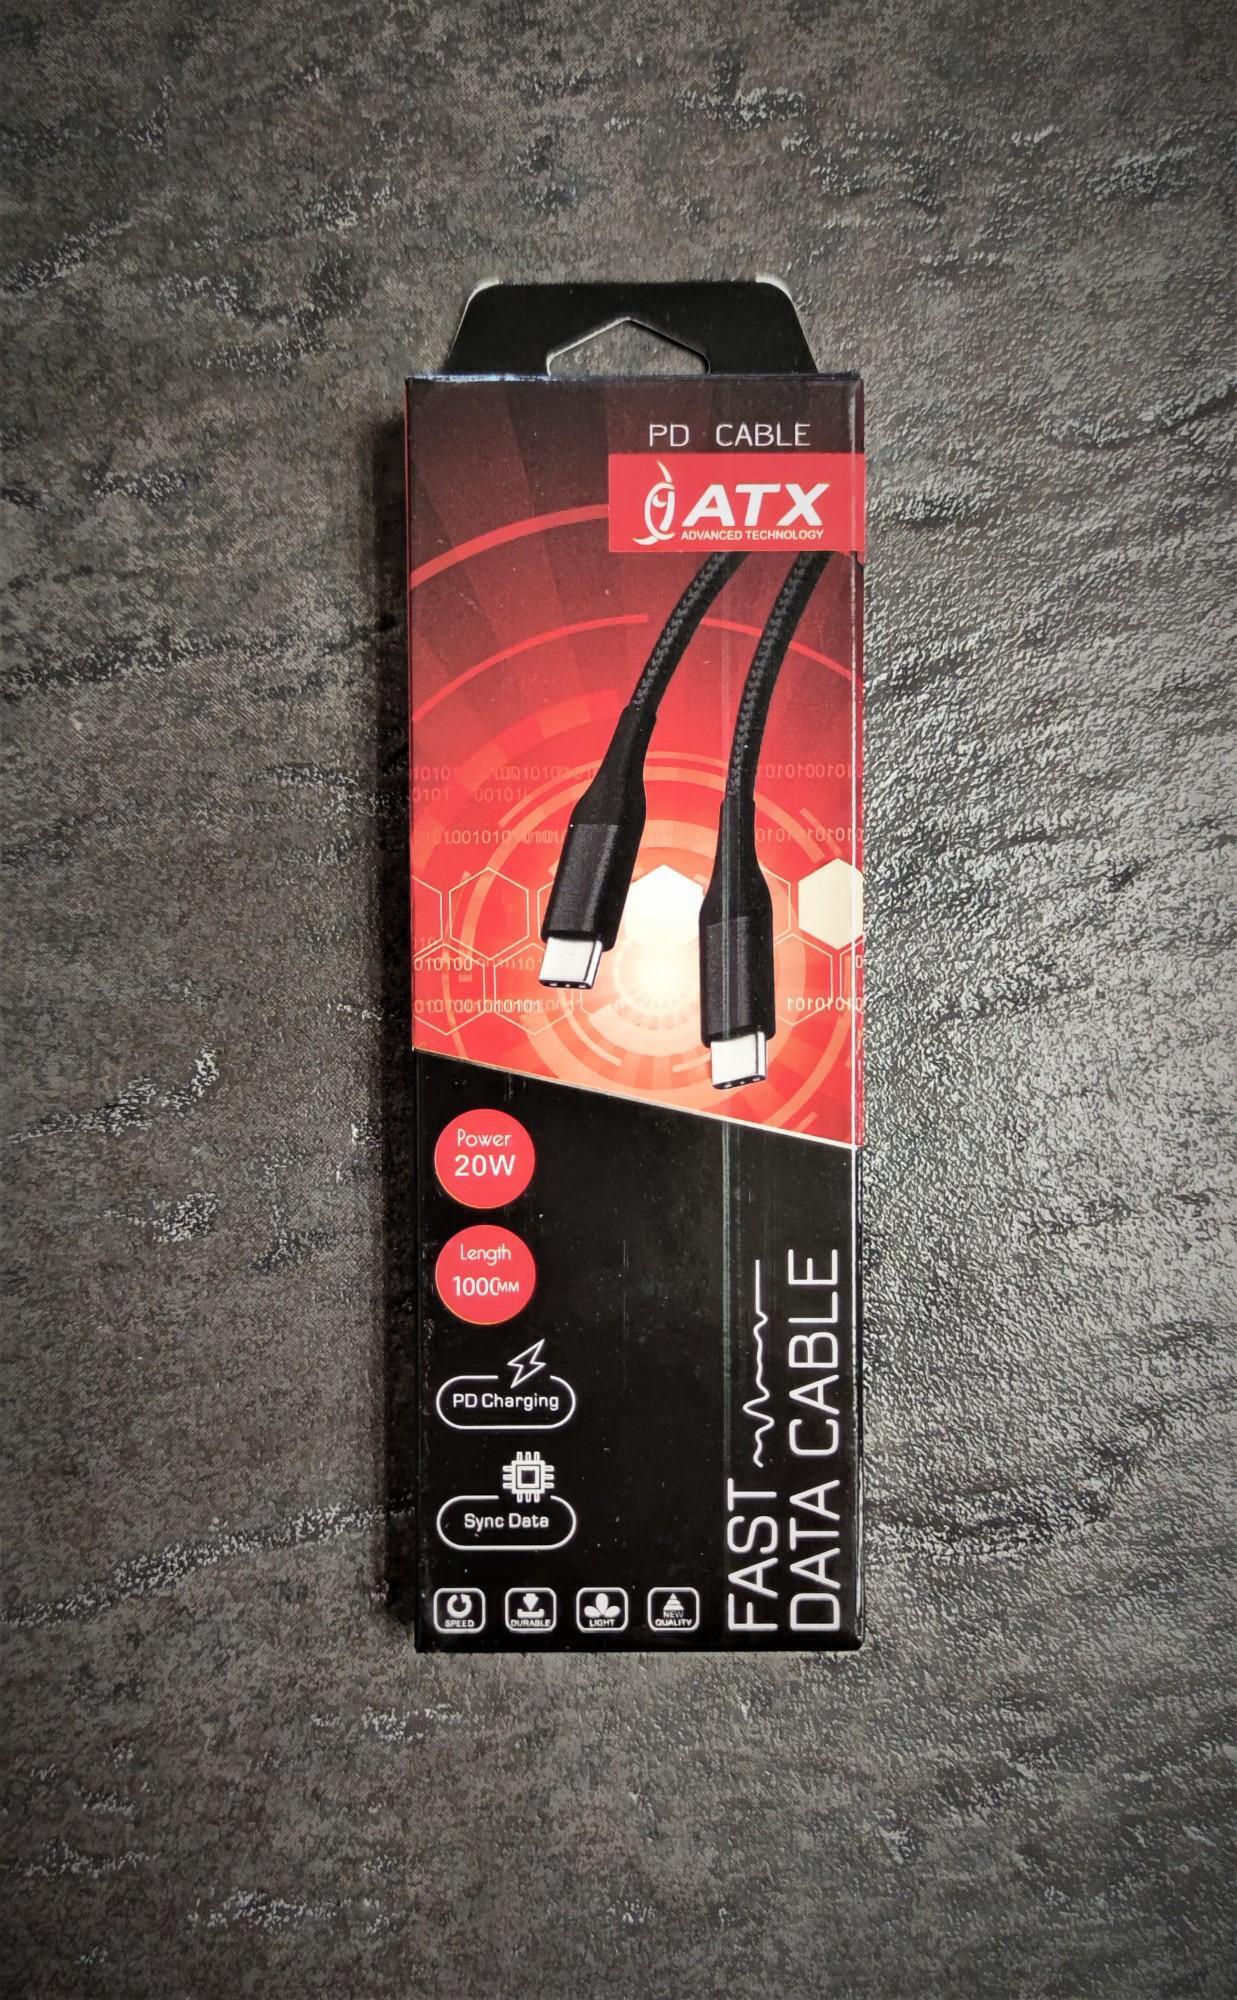 PD CABLE
ATX
ADVANCED TECHNOLOGY
Power
20W
Length
1000MM
PD Charging
Sync Data
SPEED
DURABLE
LIGHT
NEW
QUALITY
FAST
DATA CABLE